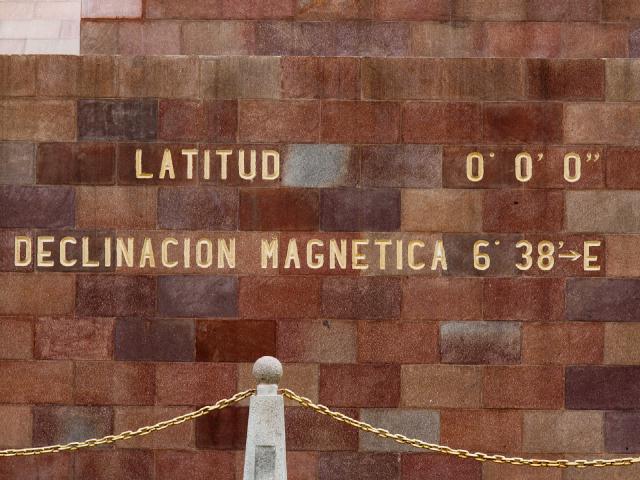 LATITUD 0° 0' 0"
DECLINACION MAGNETICA 6° 38'→E